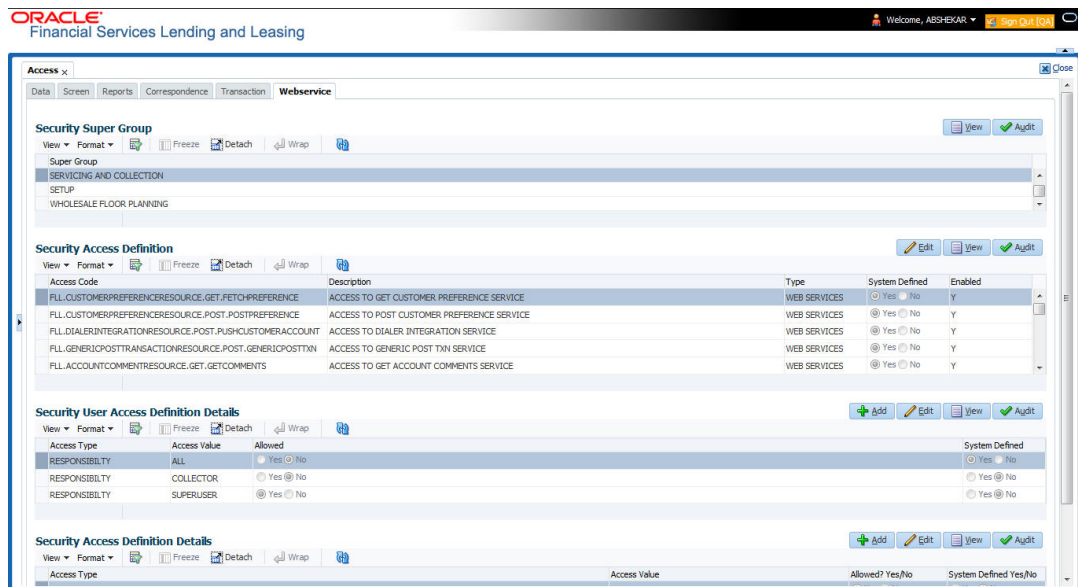 ORACLE
Financial Services Lending and Leasing
Welcome, ABSHEKAR
Sign Out [QA]
Access x
Close
Data Screen Reports Correspondence Transaction Webservice
Security Super Group
View Audit
View Format Freeze Detach Wrap
Super Group
SERVICING AND COLLECTION
SETUP
WHOLESALE FLOOR PLANNING
Security Access Definition
Edit View Audit
View Format Freeze Detach Wrap
Access Code Description Type System Defined Enabled
FLL.CUSTOMERPREFERENCERESOURCE.GET.FETCHPREFERENCE ACCESS TO GET CUSTOMER PREFERENCE SERVICE WEB SERVICES Yes No Y
FLL.CUSTOMERPREFERENCERESOURCE.POST.POSTPREFERENCE ACCESS TO POST CUSTOMER PREFERENCE SERVICE WEB SERVICES Yes No Y
FLL.DIALERINTEGRATIONRESOURCE.POST.PUSHCUSTOMERACCOUNT ACCESS TO DIALER INTEGRATION SERVICE WEB SERVICES Yes No Y
FLL.GENERICPOSTTRANSACTIONRESOURCE.POST.GENERICPOSTTXN ACCESS TO GENERIC POST TXN SERVICE WEB SERVICES Yes No Y
FLL.ACCOUNTCOMMENTRESOURCE.GET.GETCOMMENTS ACCESS TO GET ACCOUNT COMMENTS SERVICE WEB SERVICES Yes No Y
Security User Access Definition Details
Add Edit View Audit
View Format Freeze Detach Wrap
Access Type Access Value Allowed System Defined
RESPONSIBILTY ALL Yes No Yes No
RESPONSIBILTY COLLECTOR Yes No Yes No
RESPONSIBILTY SUPERUSER Yes No Yes No
Security Access Definition Details
Add Edit View Audit
View Format Freeze Detach Wrap
Access Type Access Value Allowed? Yes/No System Defined Yes/No